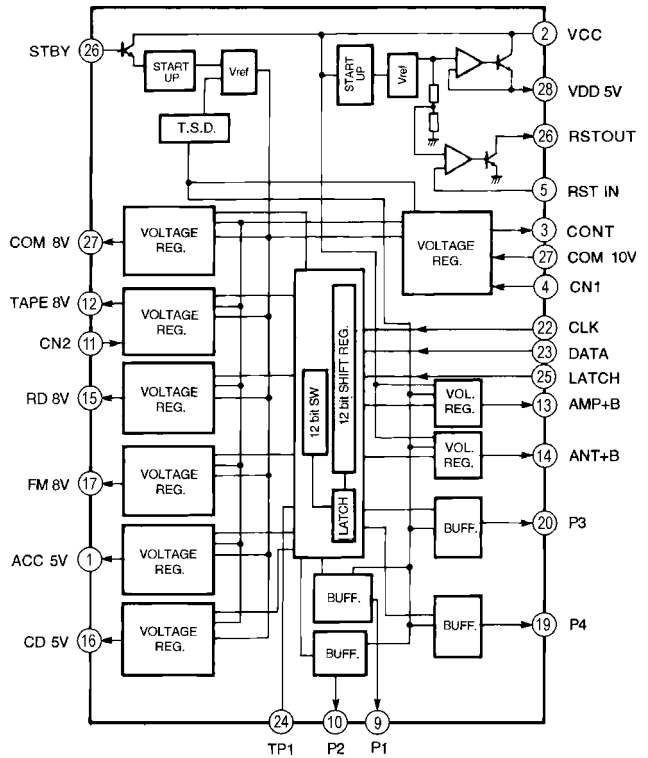 STBY 26
START UP
Vref
T.S.D.
START UP
Vref
2 VCC
28 VDD 5V
26 RSTOUT
5 RST IN
COM 8V 27
VOLTAGE REG.
VOLTAGE REG.
3 CONT
27 COM 10V
4 CN1
TAPE 8V 12
CN2 11
VOLTAGE REG.
12 bit SW
12 bit SHIFT REG.
LATCH
22 CLK
23 DATA
25 LATCH
RD 8V 15
VOLTAGE REG.
VOL. REG.
13 AMP+B
VOL. REG.
14 ANT+B
FM 8V 17
VOLTAGE REG.
BUFF.
20 P3
ACC 5V 1
VOLTAGE REG.
BUFF.
BUFF.
19 P4
CD 5V 16
VOLTAGE REG.
BUFF.
24 10 9
TP1 P2 P1